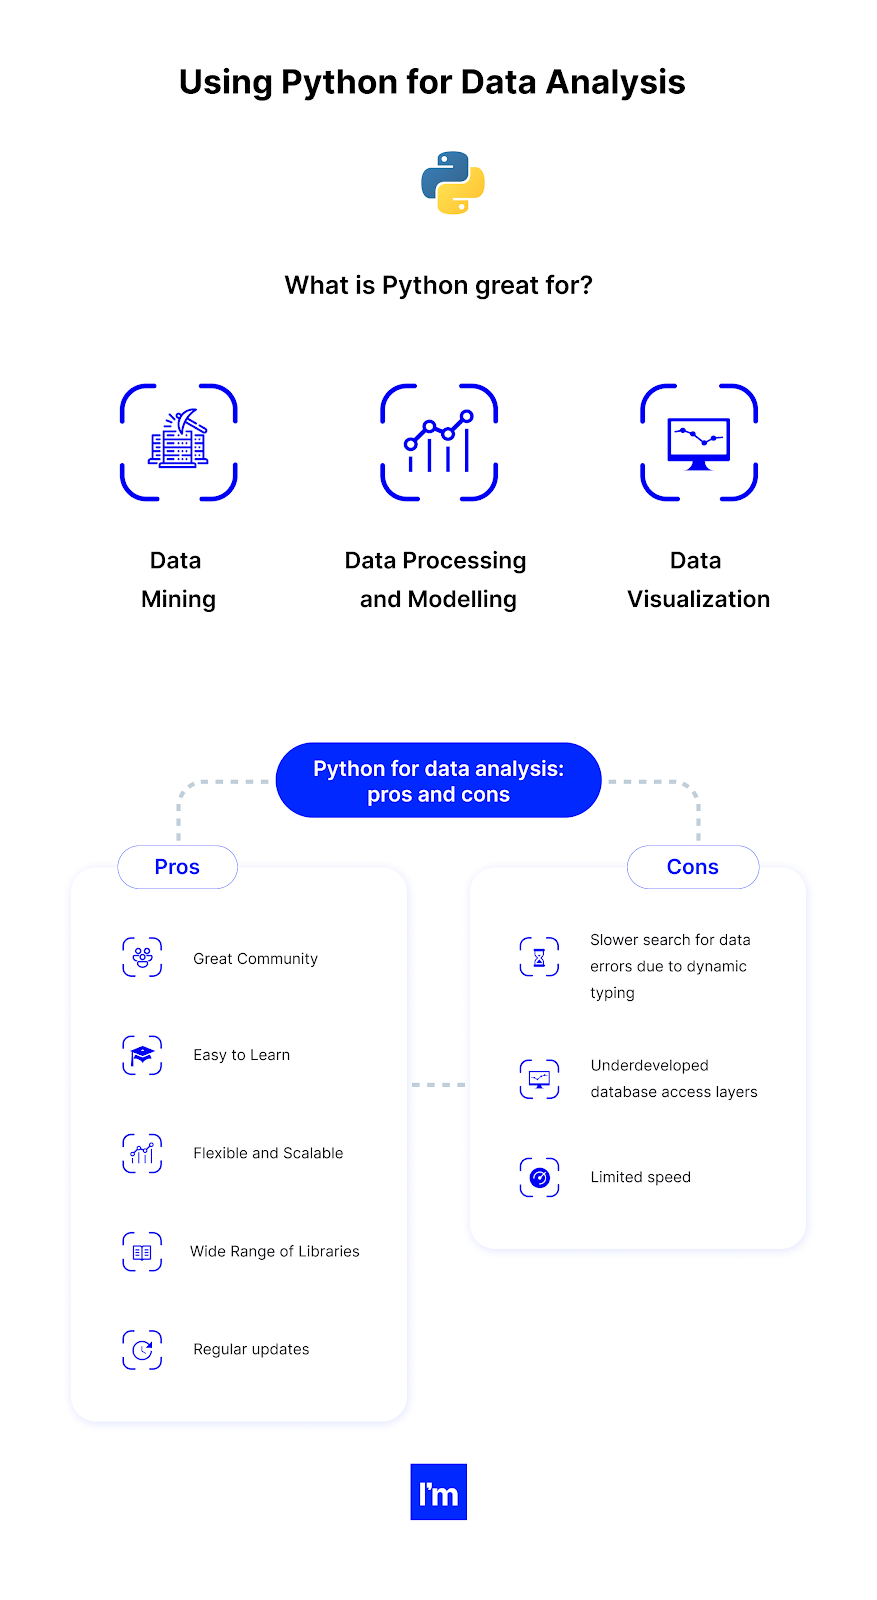 Using Python for Data Analysis
What is Python great for?
Data
Mining
Data Processing
and Modelling
Data
Visualization
Python for data analysis:
pros and cons
Pros
Great Community
Easy to Learn
Flexible and Scalable
Wide Range of Libraries
Regular updates
Cons
Slower search for data
errors due to dynamic
typing
Underdeveloped
database access layers
Limited speed
I'm